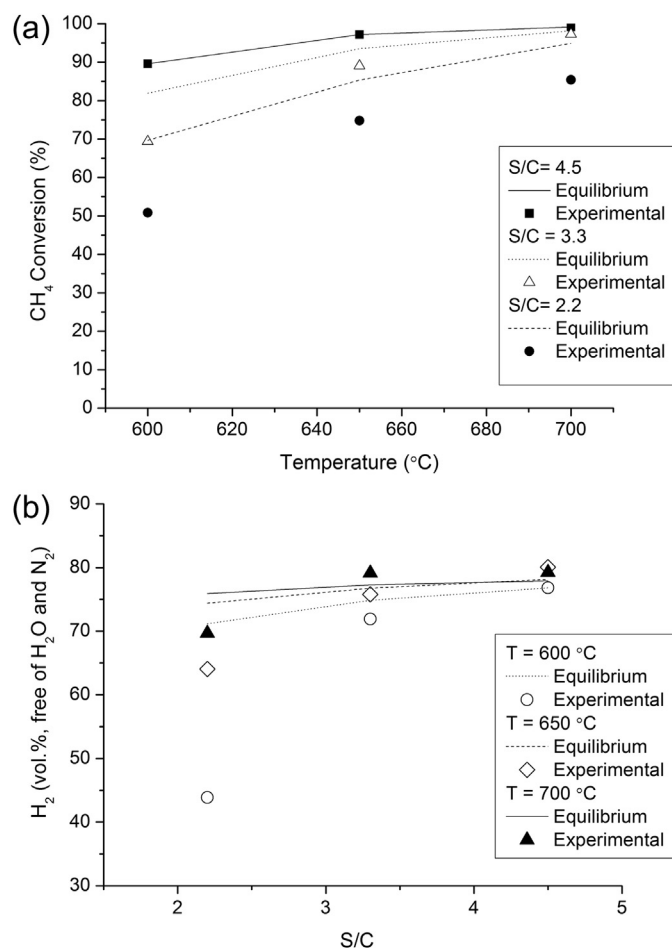 (a)
100
90
80
70
60
50
40
30
20
10
0
CH4 Conversion (%)
600 620 640 660 680 700
Temperature (°C)
S/C= 4.5
Equilibrium
Experimental
S/C = 3.3
Equilibrium
Experimental
S/C= 2.2
Equilibrium
Experimental
(b)
90
80
70
60
50
40
30
H2 (vol.%, free of H2O and N2)
2 3 4 5
S/C
T = 600 °C
Equilibrium
Experimental
T = 650 °C
Equilibrium
Experimental
T = 700 °C
Equilibrium
Experimental